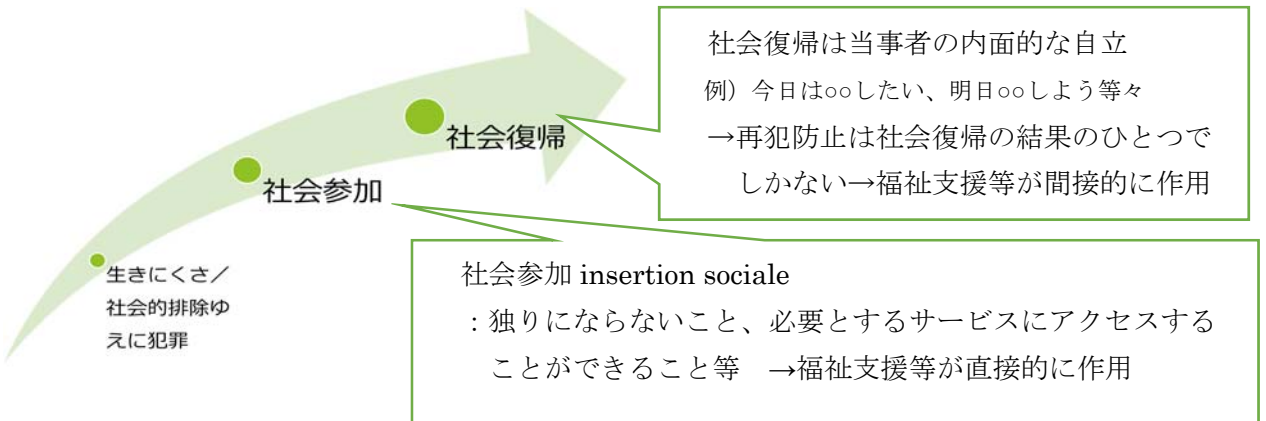 社会復帰は当事者の内面的な自立
例）今日は○○したい、明日○○しよう等々
→再犯防止は社会復帰の結果のひとつで
しかない→福祉支援等が間接的に作用
社会復帰
社会参加
生きにくさ／
社会的排除ゆ
えに犯罪
社会参加 insertion sociale
：独りにならないこと、必要とするサービスにアクセスする
ことができること等　→福祉支援等が直接的に作用